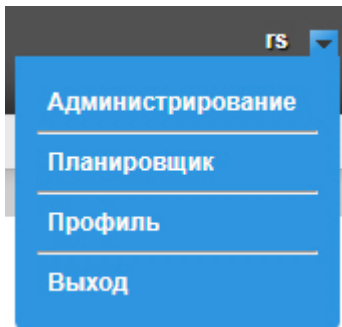 rs
Администрирование
Планировщик
Профиль
Выход